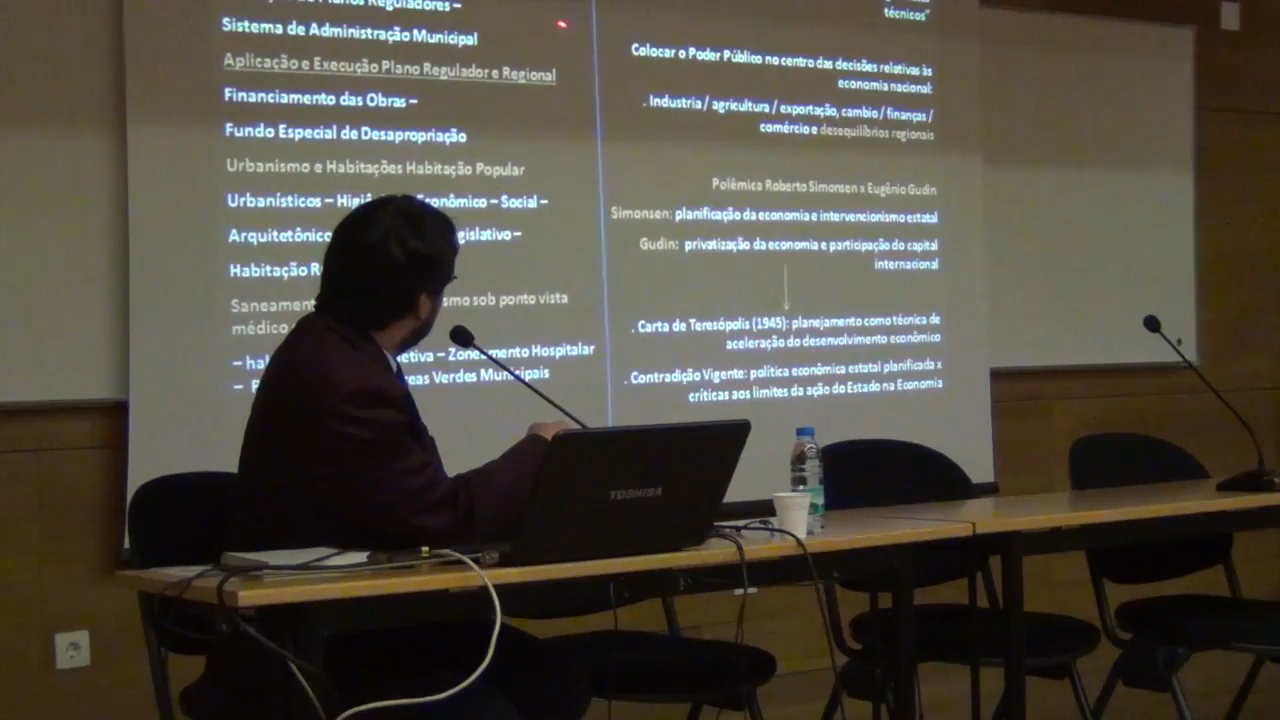 Planos Reguladores –
Sistema de Administração Municipal
Aplicação e Execução Plano Regulador e Regional
Financiamento das Obras –
Fundo Especial de Desapropriação
Urbanismo e Habitações Habitação Popular
Urbanísticos – Econômico – Social –
Arquitetônico
Habitação
Saneament sob ponto vista
médico
– Zoneamento Hospitalar
– Verdes Municipais
técnicos”
Colocar o Poder Público no centro das decisões relativas às
economia nacional:
. Industria / agricultura / exportação, cambio / finanças /
comércio e desequilíbrios regionais
Polêmica Roberto Simonsen x Eugênio Gudin
Simonsen: planificação da economia e intervencionismo estatal
Gudin: privatização da economia e participação do capital
internacional
. Carta de Teresópolis (1945): planejamento como técnica de
aceleração do desenvolvimento econômico
. Contradição Vigente: política econômica estatal planificada x
críticas aos limites da ação do Estado na Economia
TOSHIBA